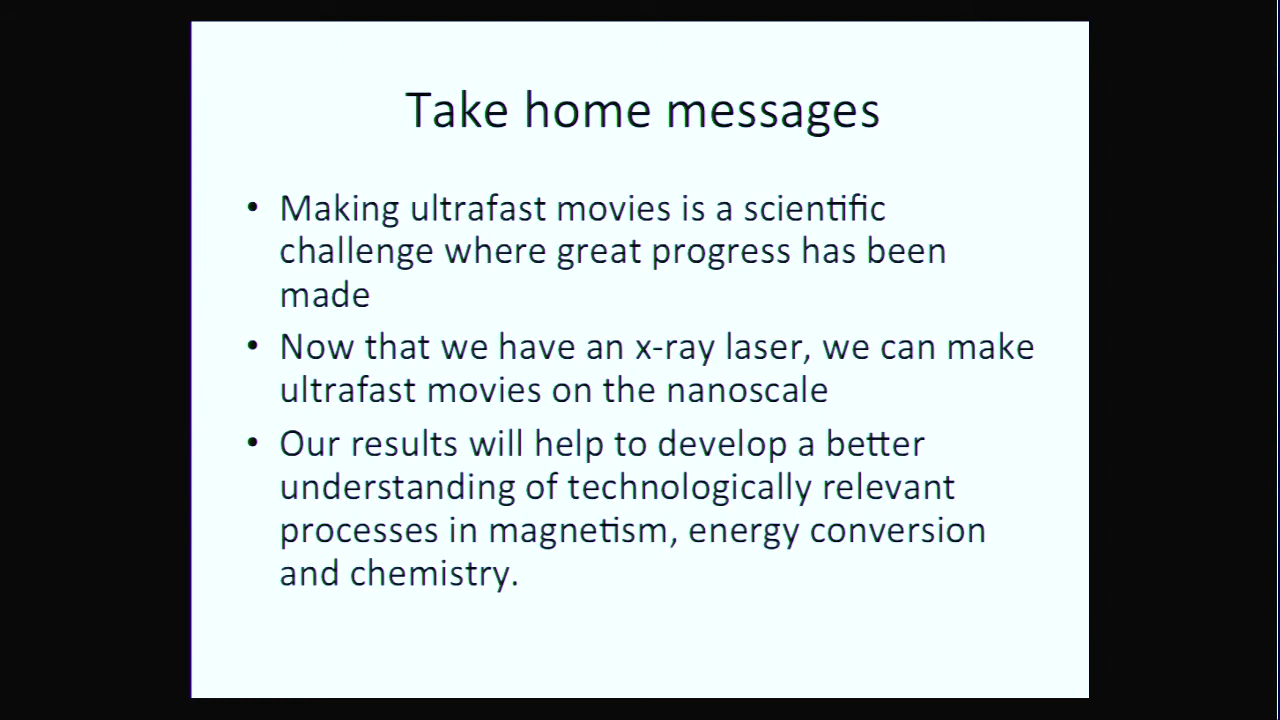 Take home messages
• Making ultrafast movies is a scientific
challenge where great progress has been
made
• Now that we have an x-ray laser, we can make
ultrafast movies on the nanoscale
• Our results will help to develop a better
understanding of technologically relevant
processes in magnetism, energy conversion
and chemistry.